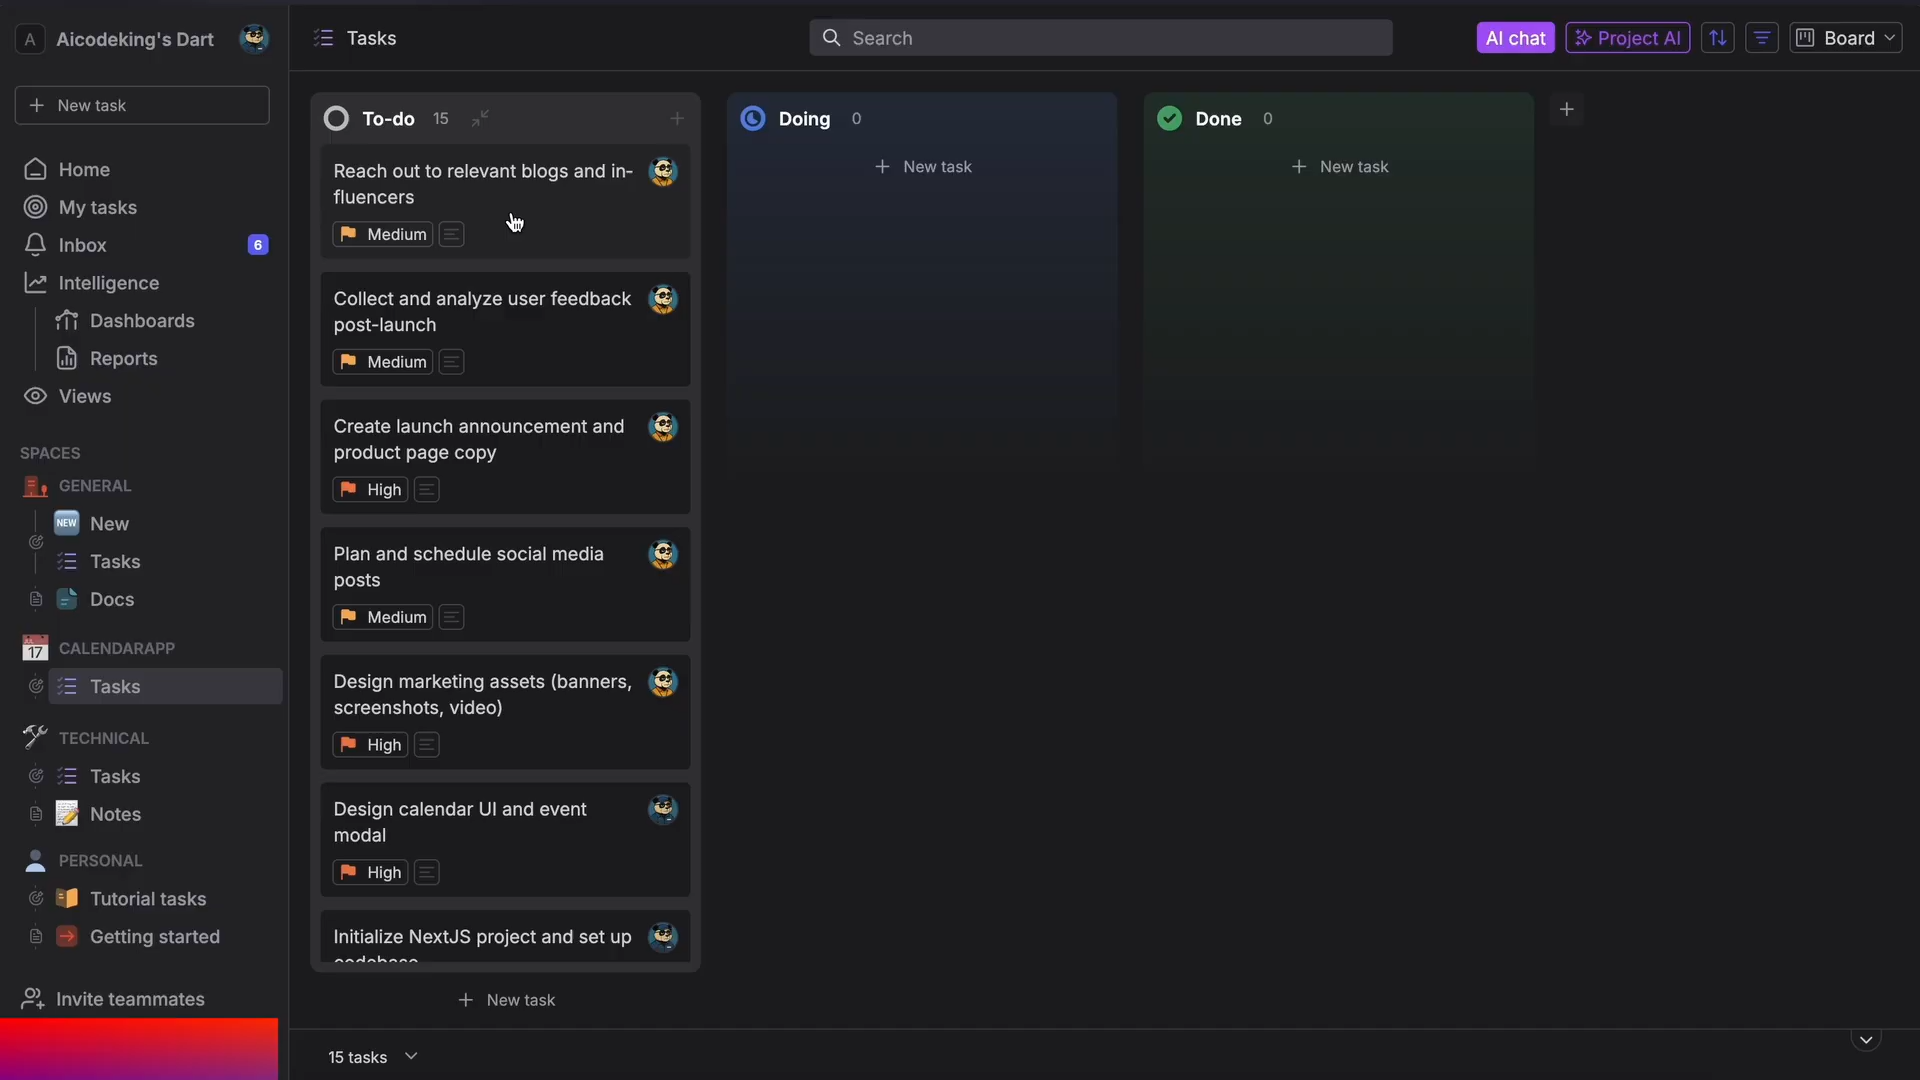 A Aicodeking's Dart
New task
Home
My tasks
Inbox 6
Intelligence
Dashboards
Reports
Views
SPACES
GENERAL
NEW New
Tasks
Docs
17 CALENDARAPP
Tasks
TECHNICAL
Tasks
Notes
PERSONAL
Tutorial tasks
Getting started
Invite teammates
Tasks
Search
AI chat
Project AI
Board
To-do 15
Reach out to relevant blogs and in-
fluencers
Medium
Collect and analyze user feedback
post-launch
Medium
Create launch announcement and
product page copy
High
Plan and schedule social media
posts
Medium
Design marketing assets (banners,
screenshots, video)
High
Design calendar UI and event
modal
High
Initialize NextJS project and set up
codebase
New task
Doing 0
New task
Done 0
New task
15 tasks